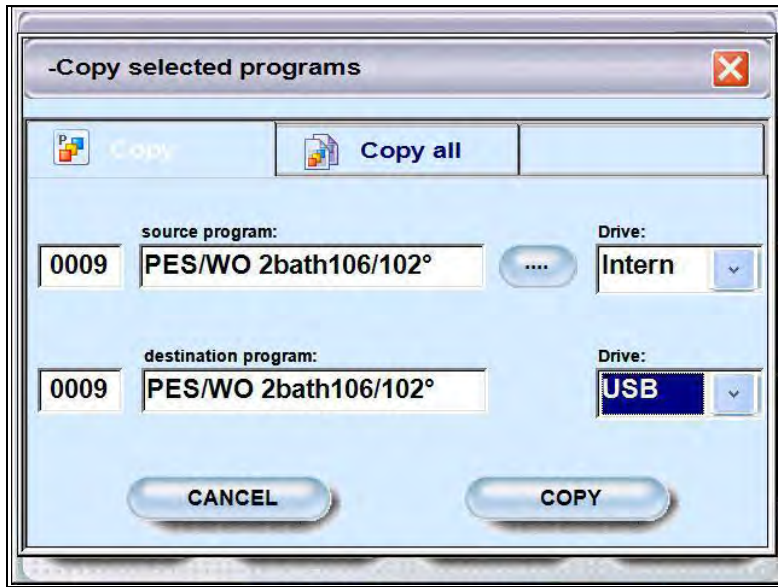 -Copy selected programs
Copy
Copy all
source program:
Drive:
0009
PES/WO 2bath106/102°
....
Intern
destination program:
Drive:
0009
PES/WO 2bath106/102°
USB
CANCEL
COPY